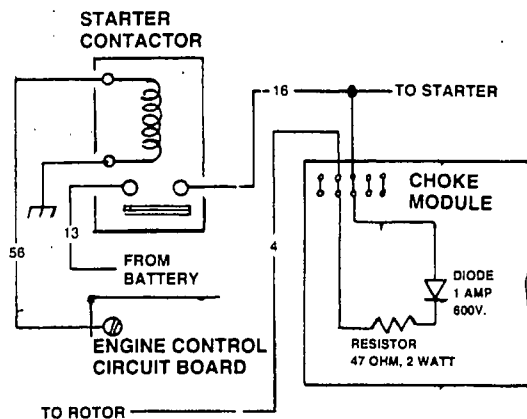 STARTER
CONTACTOR
16
TO STARTER
CHOKE
MODULE
13
4
56
FROM
BATTERY
DIODE
1 AMP
600V.
ENGINE CONTROL
CIRCUIT BOARD
RESISTOR
47 OHM, 2 WATT
TO ROTOR